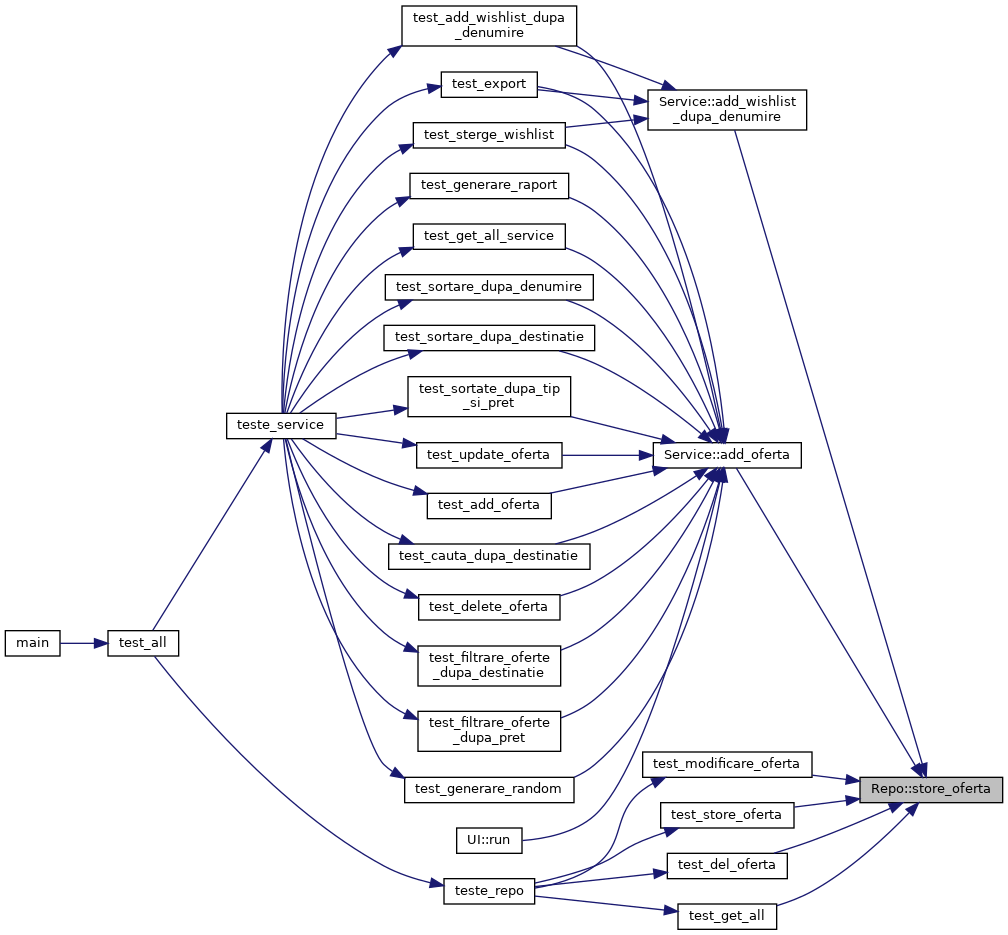 test_add_wishlist_dupa
_denumire
test_export
Service::add_wishlist
_dupa_denumire
test_sterge_wishlist
test_generare_raport
test_get_all_service
test_sortare_dupa_denumire
test_sortare_dupa_destinatie
test_sortate_dupa_tip
_si_pret
teste_service
test_update_oferta
Service::add_oferta
test_add_oferta
test_cauta_dupa_destinatie
test_delete_oferta
main
test_all
test_filtrare_oferte
_dupa_destinatie
test_filtrare_oferte
_dupa_pret
test_modificare_oferta
test_generare_random
Repo::store_oferta
test_store_oferta
UI::run
test_del_oferta
teste_repo
test_get_all